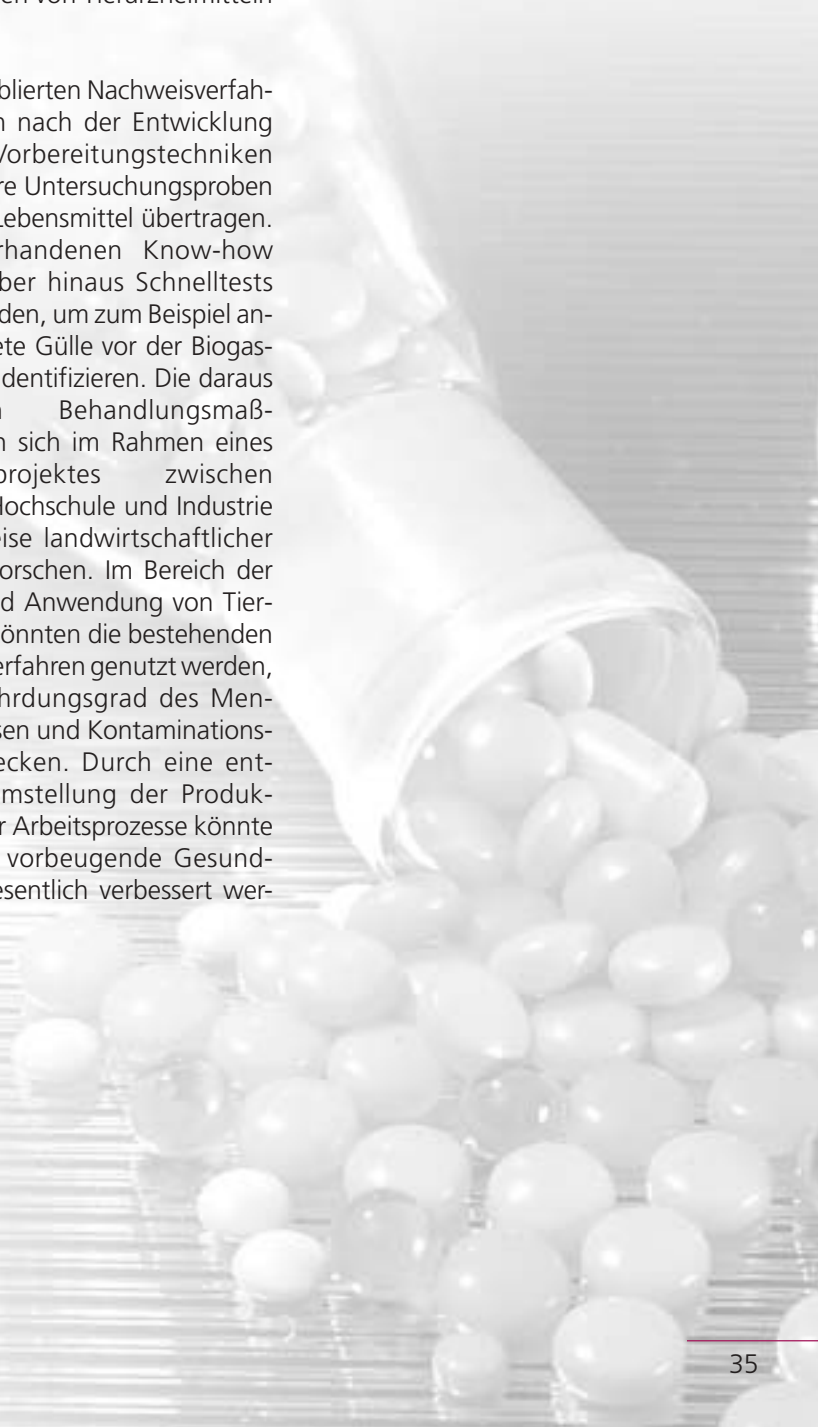 en von Tierarzneimitteln
blierten Nachweisverfah-
n nach der Entwicklung
Vorbereitungstechniken
re Untersuchungsproben
Lebensmittel übertragen.
rhandenen Know-how
ber hinaus Schnelltests
den, um zum Beispiel an-
ete Gülle vor der Biogas-
identifizieren. Die daraus
n Behandlungsmaß-
n sich im Rahmen eines
projektes zwischen
Hochschule und Industrie
eise landwirtschaftlicher
orschen. Im Bereich der
d Anwendung von Tier-
önnten die bestehenden
erfahren genutzt werden,
hrdungsgrad des Men-
sen und Kontaminations-
ecken. Durch eine ent-
mstellung der Produk-
r Arbeitsprozesse könnte
vorbeugende Gesund-
esentlich verbessert wer-
35